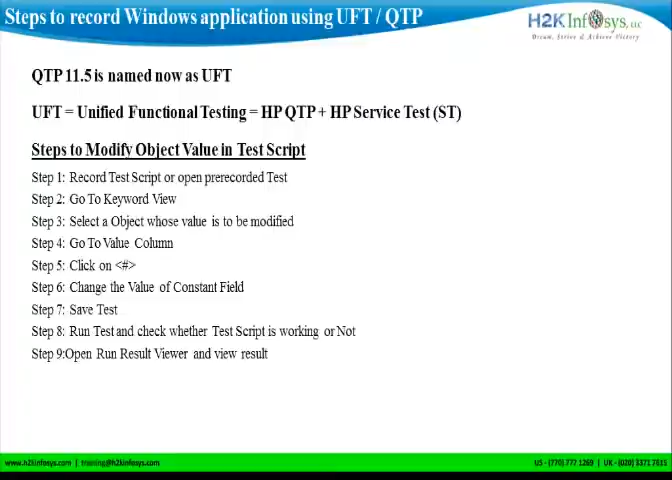 Steps to record Windows application using UFT / QTP
H2K Infosys, LLC
Dream, Strive & Achieve Victory
QTP 11.5 is named now as UFT
UFT = Unified Functional Testing = HP QTP + HP Service Test (ST)
Steps to Modify Object Value in Test Script
Step 1: Record Test Script or open prerecorded Test
Step 2: Go To Keyword View
Step 3: Select a Object whose value is to be modified
Step 4: Go To Value Column
Step 5: Click on <#>
Step 6: Change the Value of Constant Field
Step 7: Save Test
Step 8: Run Test and check whether Test Script is working or Not
Step 9:Open Run Result Viewer and view result
www.h2kinfosys.com | training@h2kinfosys.com
US - (770) 777 1269 | UK - (020) 3371 7615